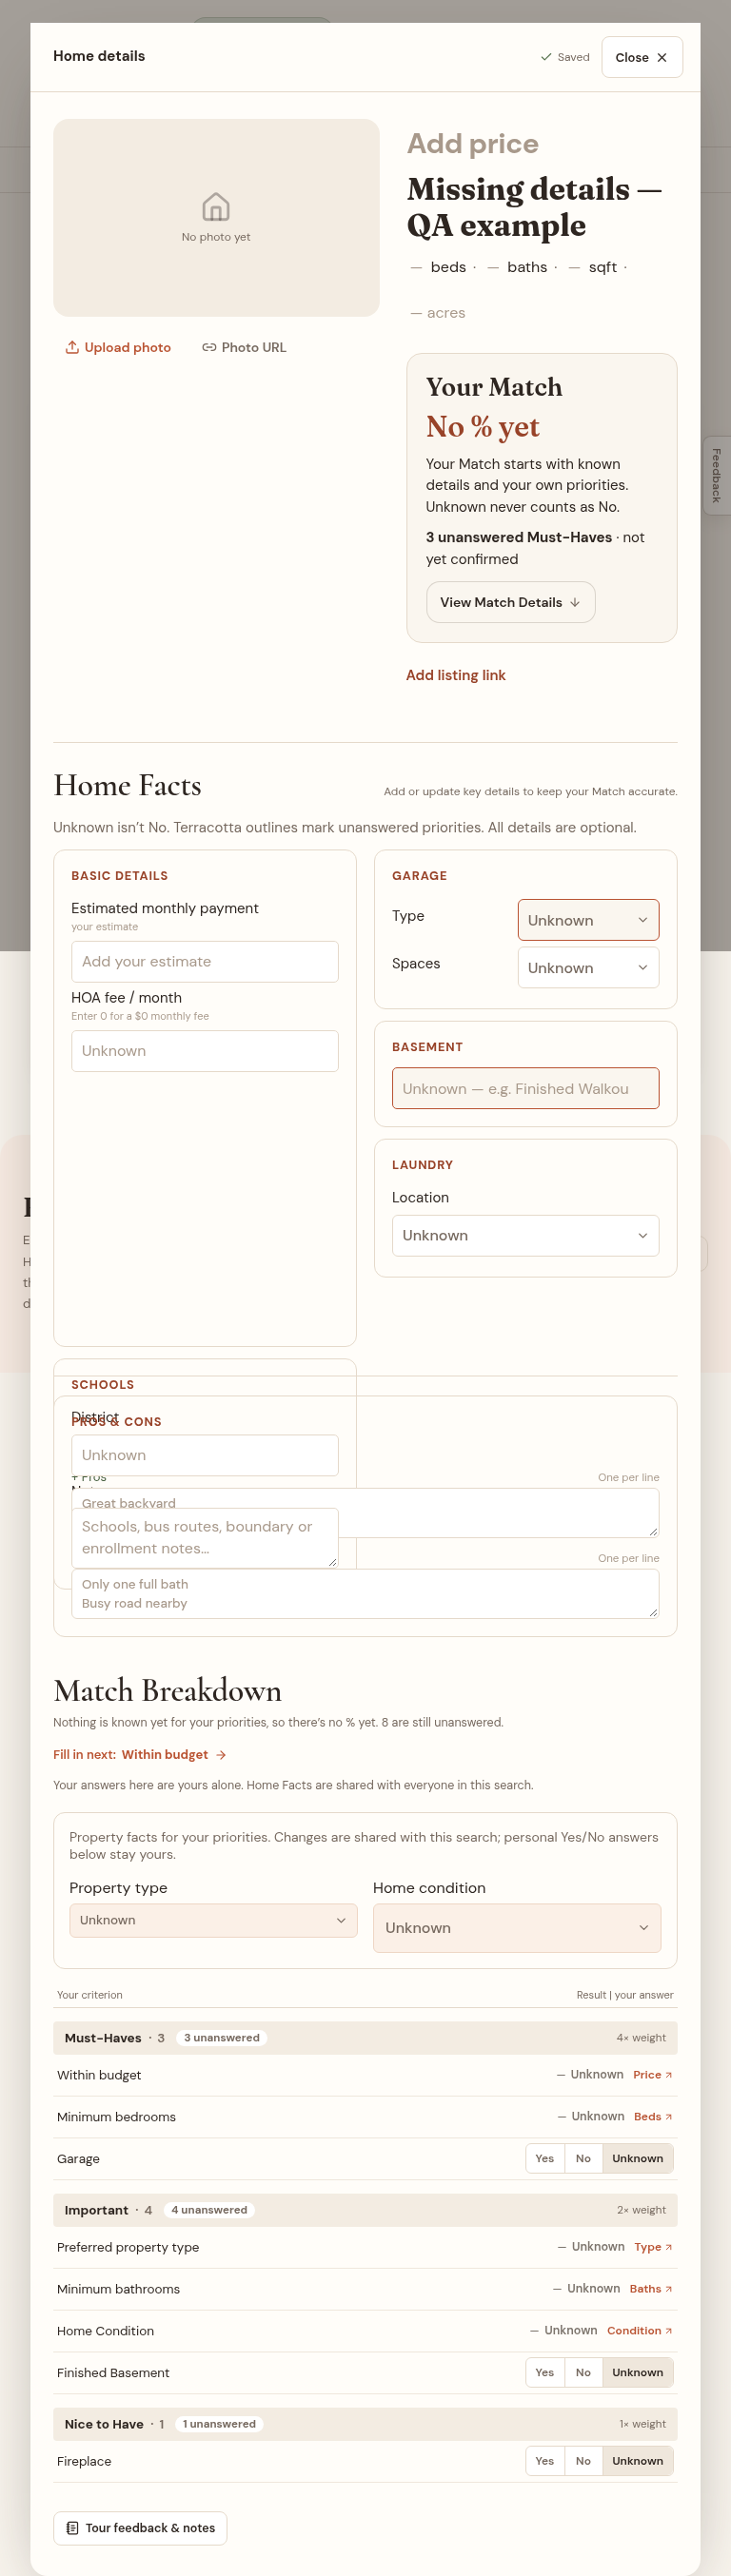 Home details
Saved
Close
No photo yet
Upload photo
Photo URL
Add price
Missing details —
QA example
— beds · — baths · — sqft ·
— acres
Your Match
No % yet
Your Match starts with known
details and your own priorities.
Unknown never counts as No.
3 unanswered Must-Haves · not
yet confirmed
View Match Details
Add listing link
Feedback
Home Facts
Add or update key details to keep your Match accurate.
Unknown isn’t No. Terracotta outlines mark unanswered priorities. All details are optional.
BASIC DETAILS
Estimated monthly payment
your estimate
Add your estimate
HOA fee / month
Enter 0 for a $0 monthly fee
Unknown
GARAGE
Type
Unknown
Spaces
Unknown
BASEMENT
Unknown — e.g. Finished Walkou
LAUNDRY
Location
Unknown
SCHOOLS
District
PROS & CONS
Unknown
+ Pros
One per line
Great backyard
Schools, bus routes, boundary or
enrollment notes...
One per line
Only one full bath
Busy road nearby
Match Breakdown
Nothing is known yet for your priorities, so there’s no % yet. 8 are still unanswered.
Fill in next: Within budget →
Your answers here are yours alone. Home Facts are shared with everyone in this search.
Property facts for your priorities. Changes are shared with this search; personal Yes/No answers
below stay yours.
Property type
Home condition
Unknown
Unknown
Your criterion
Result | your answer
Must-Haves · 3 3 unanswered 4× weight
Within budget — Unknown Price ↗
Minimum bedrooms — Unknown Beds ↗
Garage Yes No Unknown
Important · 4 4 unanswered 2× weight
Preferred property type — Unknown Type ↗
Minimum bathrooms — Unknown Baths ↗
Home Condition — Unknown Condition ↗
Finished Basement Yes No Unknown
Nice to Have · 1 1 unanswered 1× weight
Fireplace Yes No Unknown
Tour feedback & notes